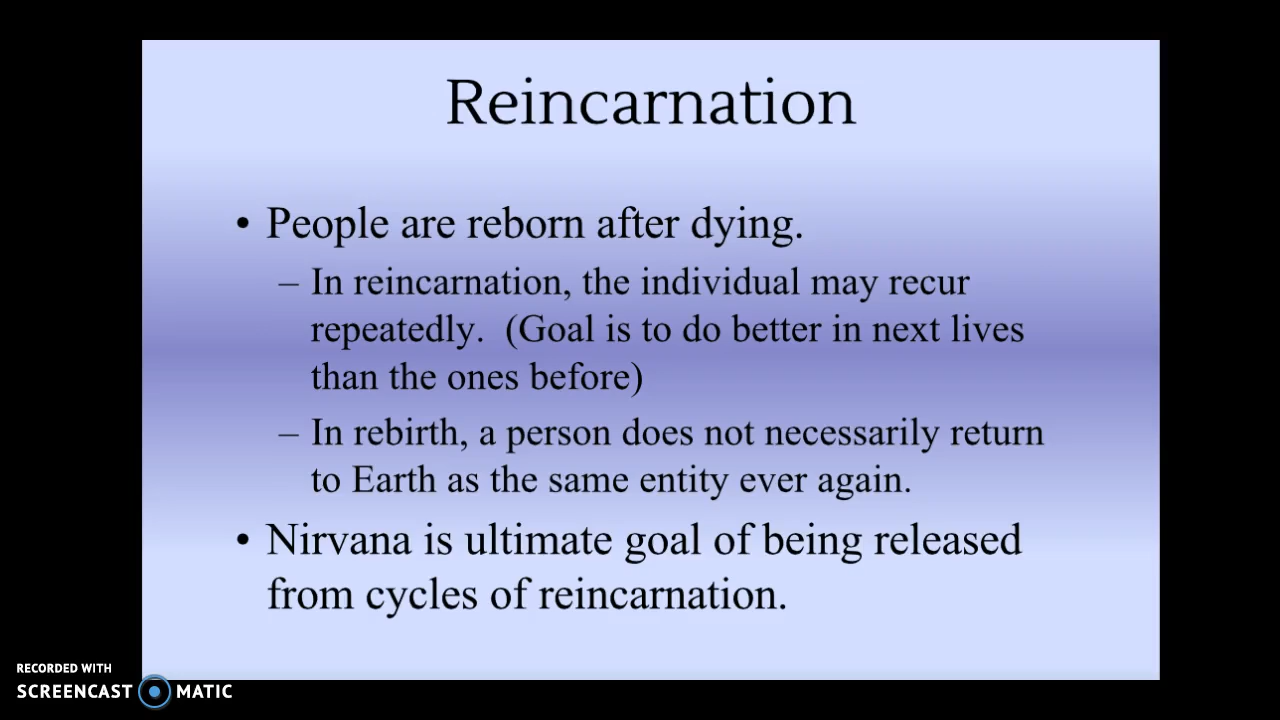 Reincarnation
• People are reborn after dying.
– In reincarnation, the individual may recur
repeatedly.  (Goal is to do better in next lives
than the ones before)
– In rebirth, a person does not necessarily return
to Earth as the same entity ever again.
• Nirvana is ultimate goal of being released
from cycles of reincarnation.
RECORDED WITH
SCREENCAST MATIC